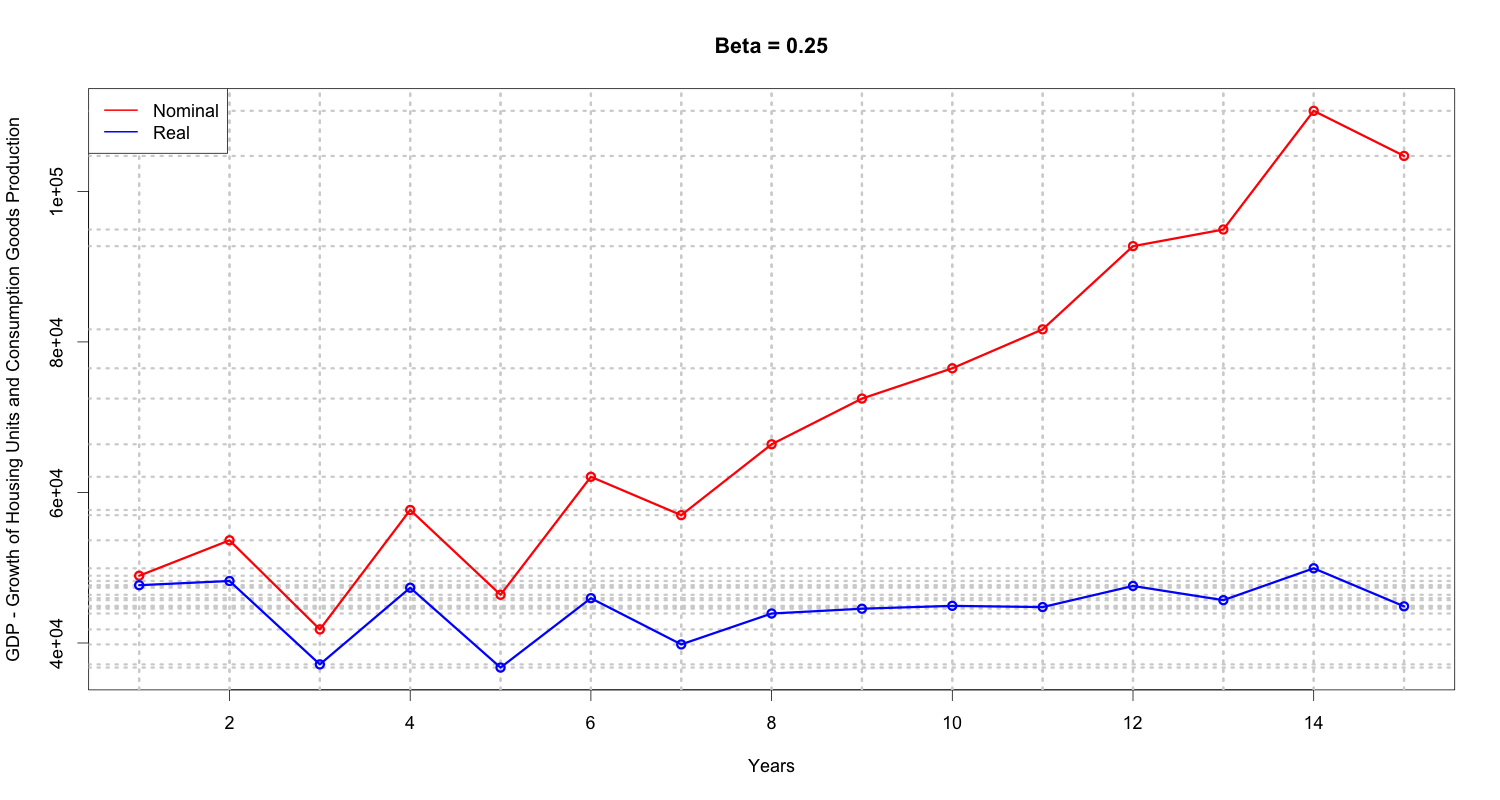 Beta = 0.25
Nominal
Real
GDP - Growth of Housing Units and Consumption Goods Production
1e+05
8e+04
6e+04
4e+04
2 4 6 8 10 12 14
Years